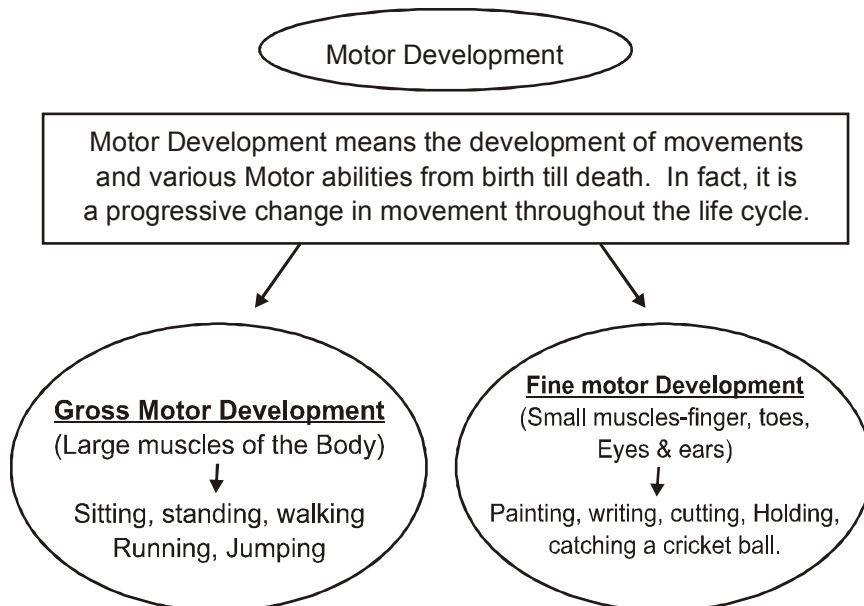 Motor Development
Motor Development means the development of movements
and various Motor abilities from birth till death. In fact, it is
a progressive change in movement throughout the life cycle.
Gross Motor Development
(Large muscles of the Body)
Sitting, standing, walking
Running, Jumping
Fine motor Development
(Small muscles-finger, toes,
Eyes & ears)
Painting, writing, cutting, Holding,
catching a cricket ball.